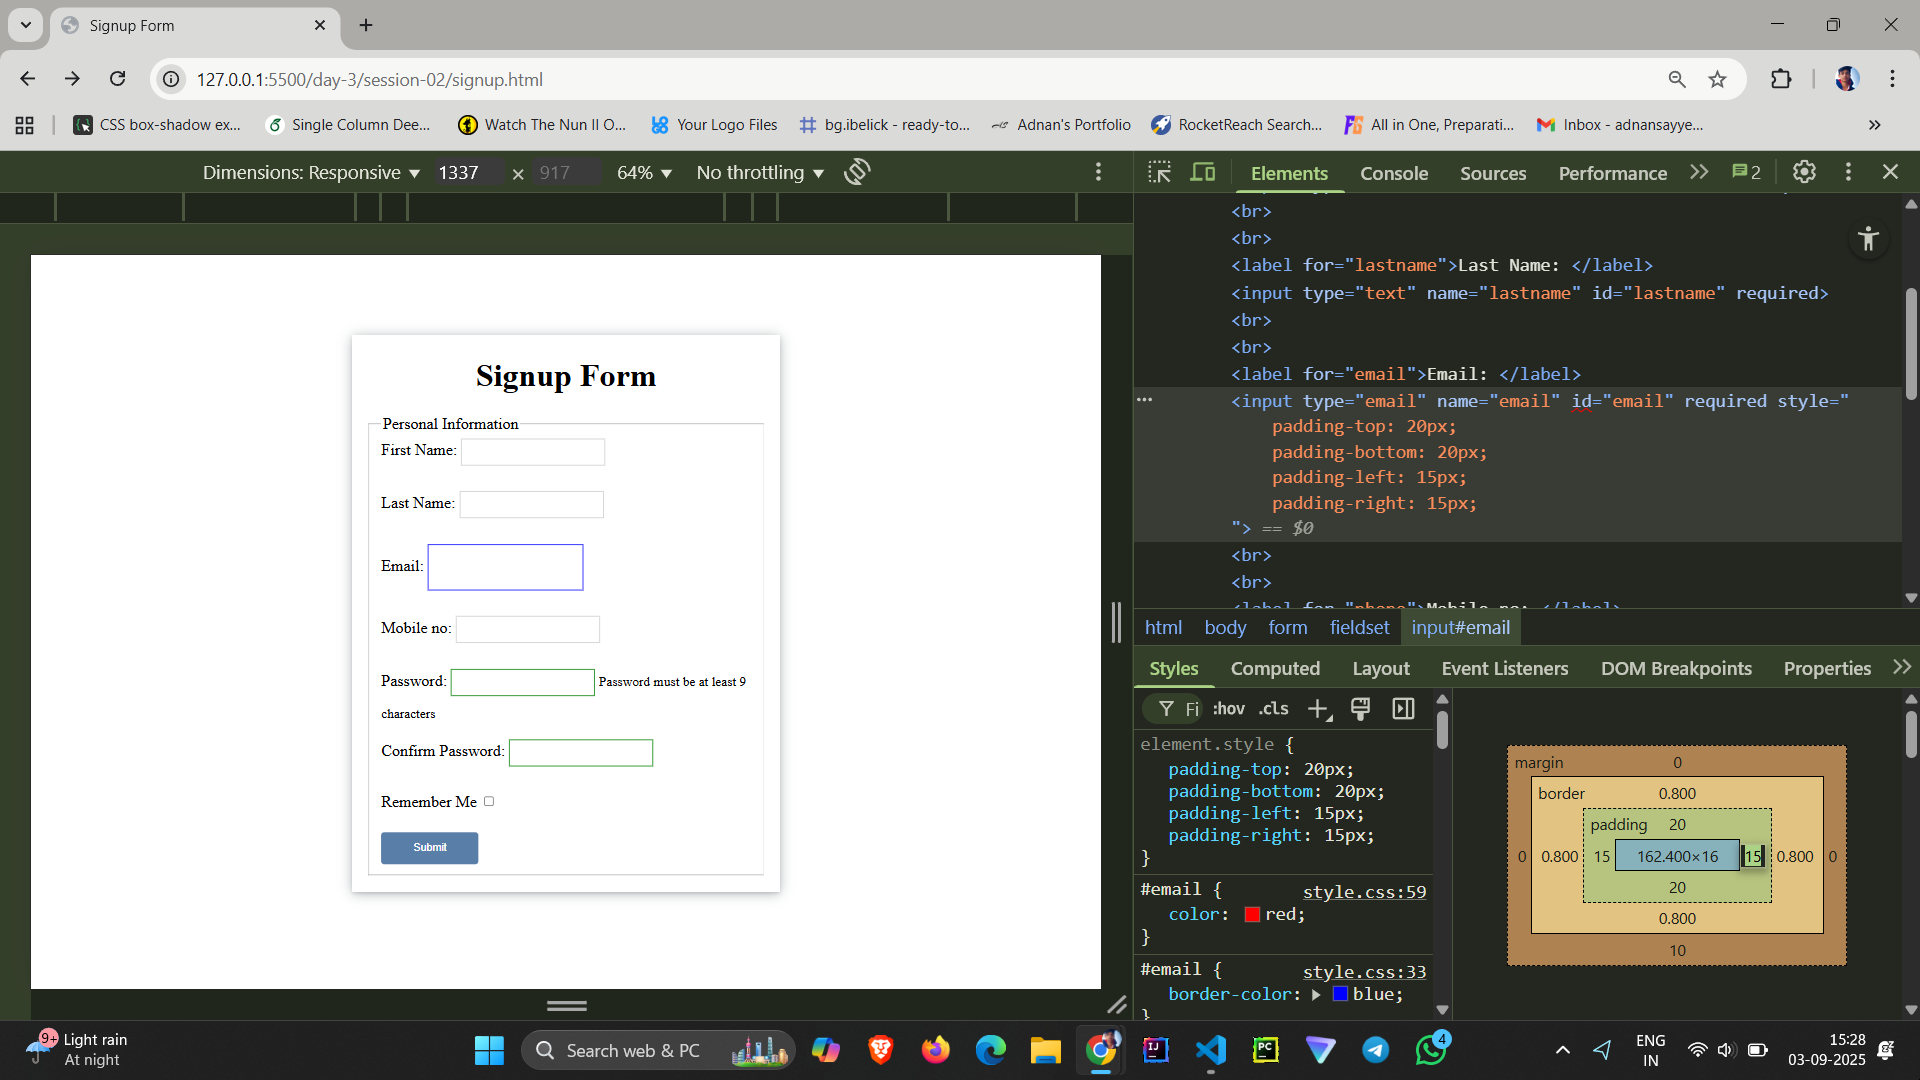 Signup Form
127.0.0.1:5500/day-3/session-02/signup.html
CSS box-shadow ex...
Single Column Dee...
Watch The Nun II O...
Your Logo Files
bg.ibelick - ready-to...
Adnan's Portfolio
RocketReach Search...
All in One, Preparati...
Inbox - adnansayye...
Dimensions: Responsive
1337
×
917
64%
No throttling
Elements
Console
Sources
Performance
2
Signup Form
Personal Information
First Name:
Last Name:
Email:
Mobile no:
Password:
Password must be at least 9
characters
Confirm Password:
Remember Me
Submit
<br>
<br>
<label for="lastname">Last Name: </label>
<input type="text" name="lastname" id="lastname" required>
<br>
<br>
<label for="email">Email: </label>
<input type="email" name="email" id="email" required style="
padding-top: 20px;
padding-bottom: 20px;
padding-left: 15px;
padding-right: 15px;
"> == $0
<br>
<br>
<label for="phone">Mobile no: </label>
html
body
form
fieldset
input#email
Styles
Computed
Layout
Event Listeners
DOM Breakpoints
Properties
Fi
:hov
.cls
element.style {
padding-top: 20px;
padding-bottom: 20px;
padding-left: 15px;
padding-right: 15px;
}
#email {
style.css:59
color: red;
}
#email {
style.css:33
border-color: blue;
}
margin
0
border
0.800
padding
20
0
0.800
15
162.400×16
15
0.800
0
20
0.800
10
9+
Light rain
At night
Search web & PC
IJ
PC
4
ENG
IN
15:28
03-09-2025